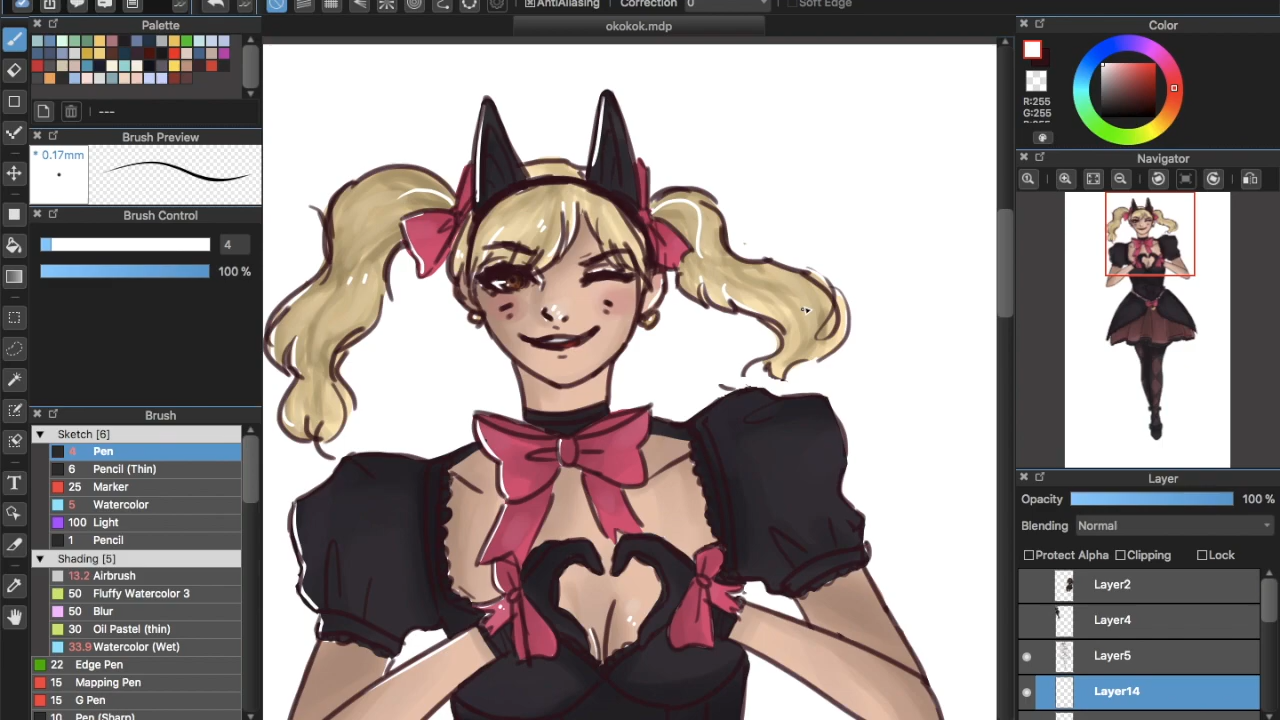 AntiAliasing Correction 0 Soft Edge
okokok.mdp
Palette
---
Brush Preview
* 0.17mm
Brush Control
4
100 %
Brush
Sketch [6]
4 Pen
6 Pencil (Thin)
25 Marker
5 Watercolor
100 Light
1 Pencil
Shading [5]
13.2 Airbrush
50 Fluffy Watercolor 3
50 Blur
30 Oil Pastel (thin)
33.9 Watercolor (Wet)
22 Edge Pen
15 Mapping Pen
15 G Pen
10 Pen (Sharp)
T
Color
R:255
G:255
Navigator
Layer
Opacity 100 %
Blending Normal
Protect Alpha Clipping Lock
Layer2
Layer4
Layer5
Layer14